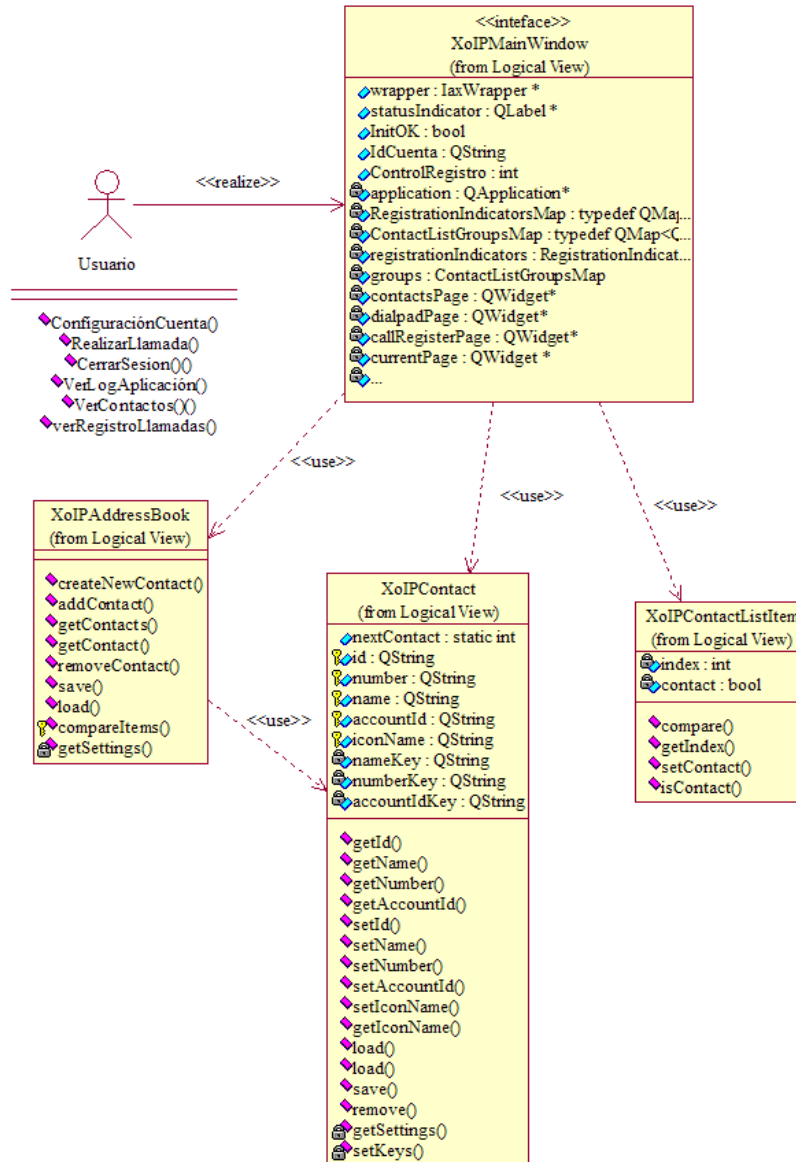 <<inteface>>
XoIPMainWindow
(from Logical View)
wrapper : IaxWrapper *
statusIndicator : QLabel *
InitOK : bool
IdCuenta : QString
ControlRegistro : int
application : QApplication*
RegistrationIndicatorsMap : typedef QMap...
ContactListGroupsMap : typedef QMap<Q...
registrationIndicators : RegistrationIndicat...
groups : ContactListGroupsMap
contactsPage : QWidget*
dialpadPage : QWidget*
callRegisterPage : QWidget*
currentPage : QWidget *
...
<<realize>>
Usuario
ConfiguraciónCuenta()
RealizarLlamada()
CerrarSesion()()
VerLogAplicación()
VerContactos()()
verRegistroLlamadas()
<<use>>
<<use>>
<<use>>
XoIPAddressBook
(from Logical View)
createNewContact()
addContact()
getContacts()
getContact()
removeContact()
save()
load()
compareItems()
getSettings()
<<use>>
XoIPContact
(from Logical View)
nextContact : static int
id : QString
number : QString
name : QString
accountId : QString
iconName : QString
nameKey : QString
numberKey : QString
accountIdKey : QString
getId()
getName()
getNumber()
getAccountId()
setId()
setName()
setNumber()
setAccountId()
setIconName()
getIconName()
load()
load()
save()
remove()
getSettings()
setKeys()
XoIPContactListItem
(from Logical View)
index : int
contact : bool
compare()
getIndex()
setContact()
isContact()